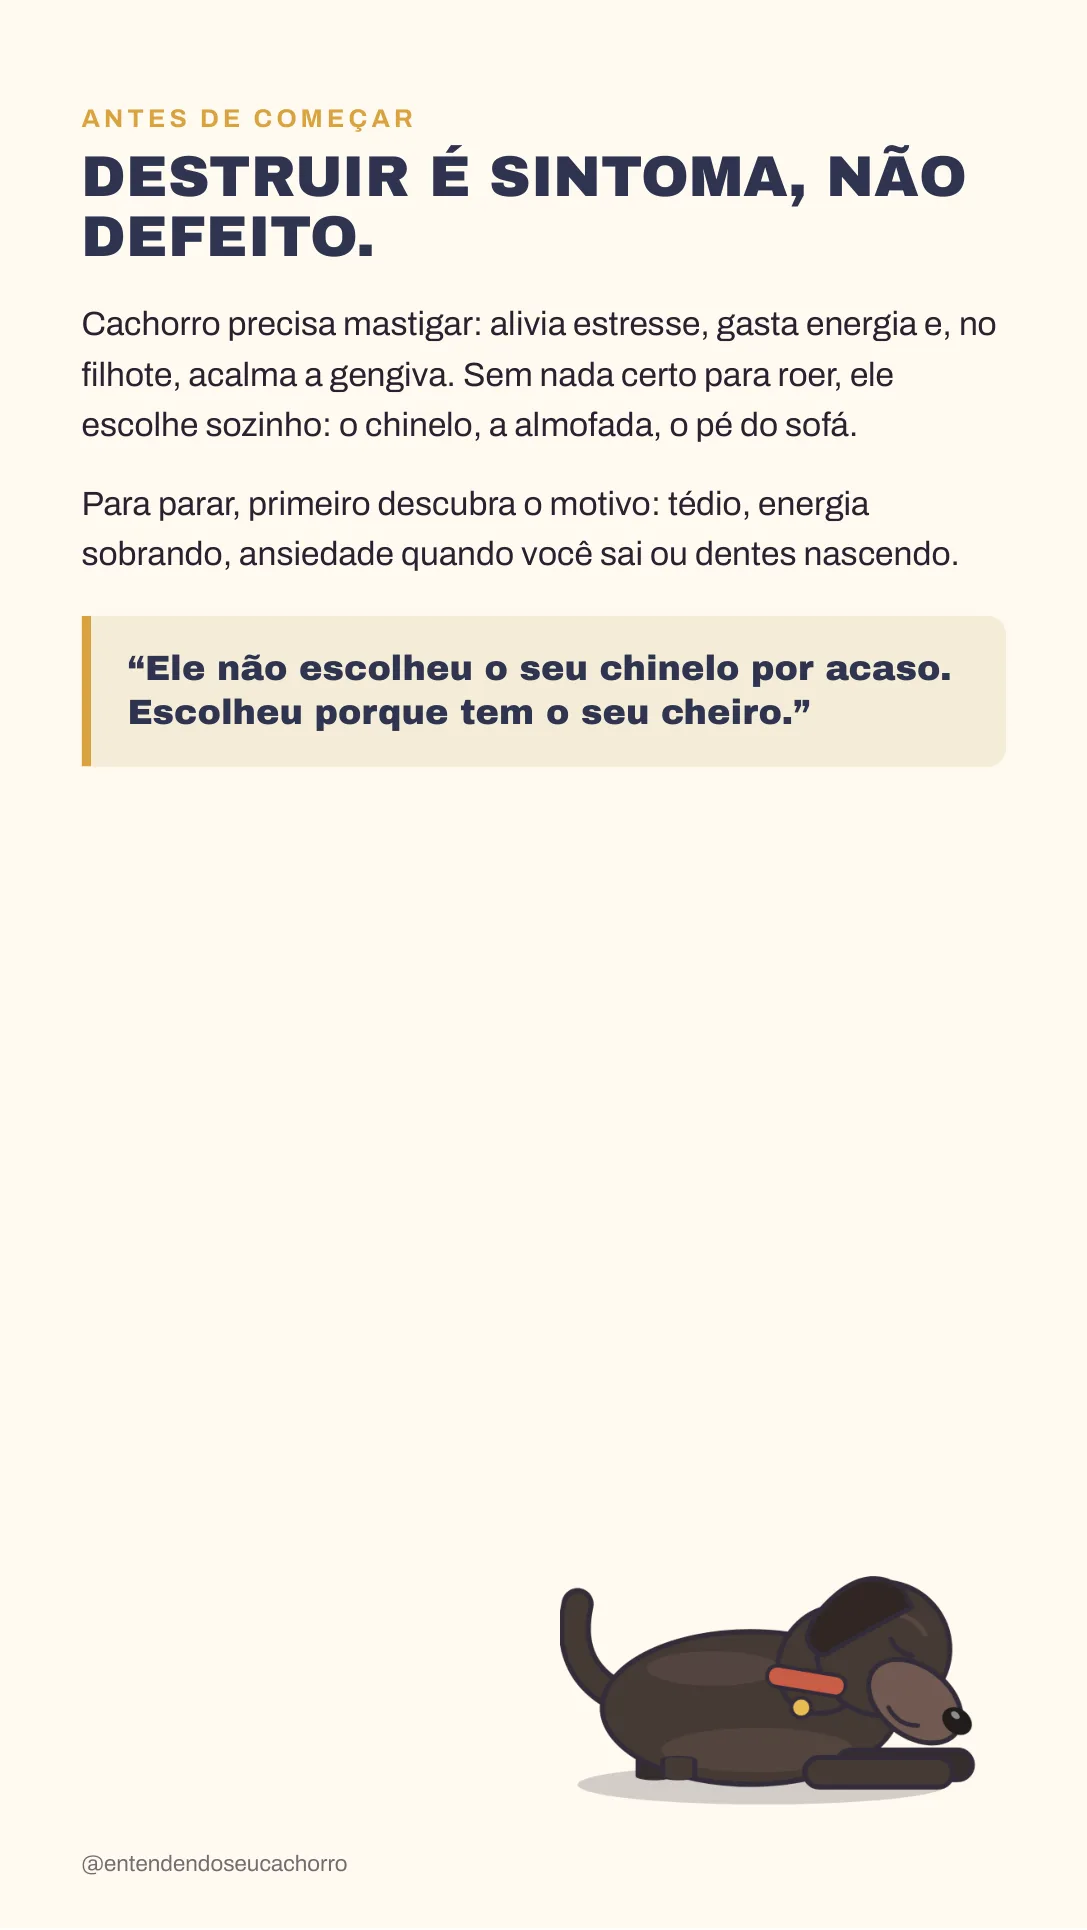 ANTES DE COMEÇAR
DESTRUIR É SINTOMA, NÃO
DEFEITO.
Cachorro precisa mastigar: alivia estresse, gasta energia e, no
filhote, acalma a gengiva. Sem nada certo para roer, ele
escolhe sozinho: o chinelo, a almofada, o pé do sofá.
Para parar, primeiro descubra o motivo: tédio, energia
sobrando, ansiedade quando você sai ou dentes nascendo.
“Ele não escolheu o seu chinelo por acaso.
Escolheu porque tem o seu cheiro.”
@entendendoseucachorro